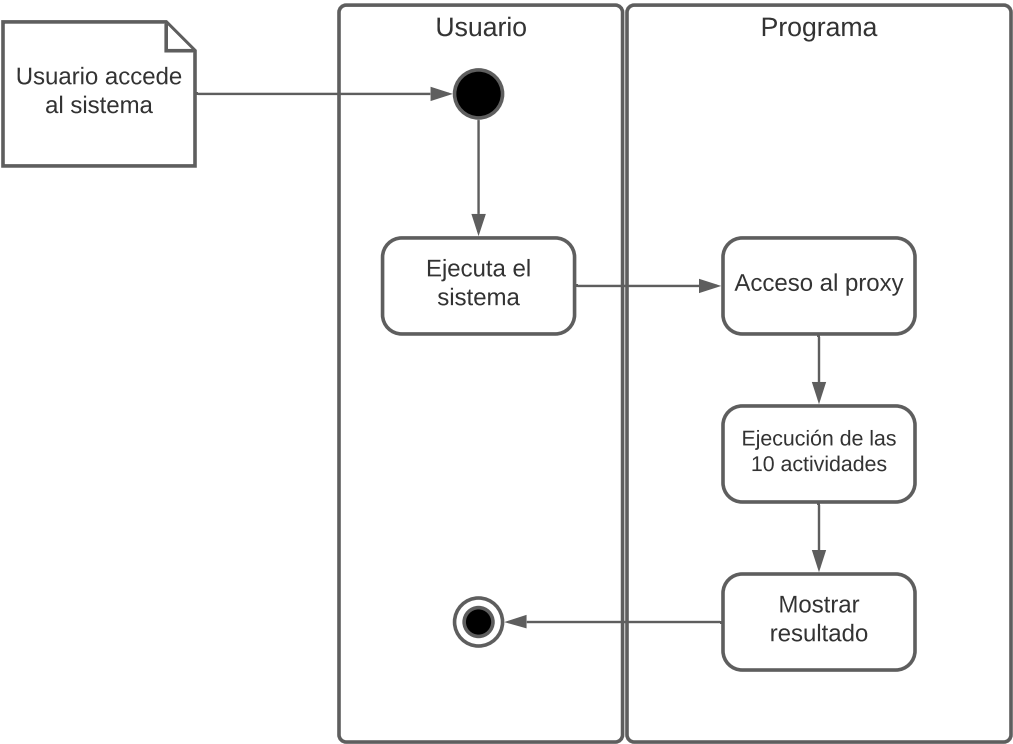 Usuario
Programa
Usuario accede
al sistema
Ejecuta el
sistema
Acceso al proxy
Ejecución de las
10 actividades
Mostrar
resultado